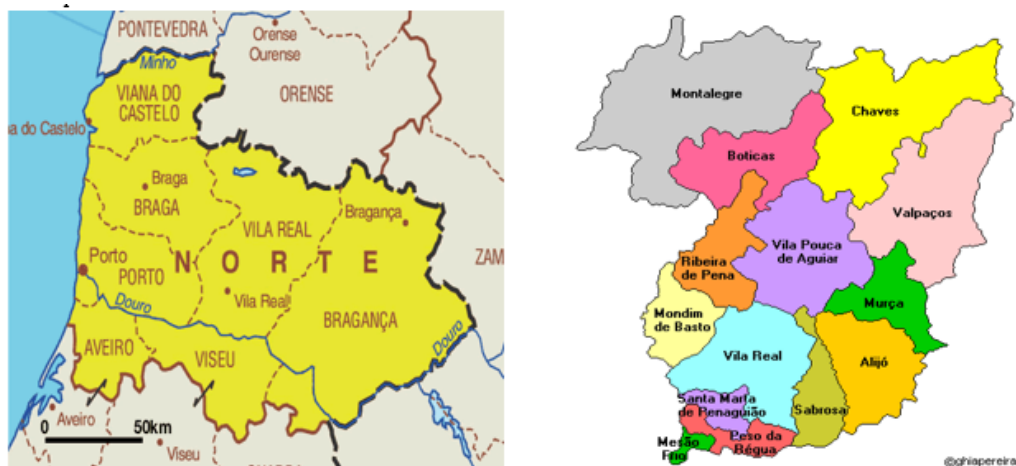 PONTEVEDRA
Orense
Ourense
Minho
VIANA DO
CASTELO
ORENSE
a do Castelo
Braga
BRAGA
VILA REAL
Bragança
NORTE
ZAM
Porto
PORTO
Vila Real
Douro
BRAGANÇA
Douro
AVEIRO
VISEU
Aveiro
0
50km
Viseu
Montalegre
Chaves
Boticas
Valpaços
Vila Pouca
de Aguiar
Ribeira
de Pena
Murça
Mondim
de Basto
Vila Real
Alijó
Santa Marta
de Penaguião
Sabrosa
Mesão
Frio
Peso da
Régua
@ghiapereira